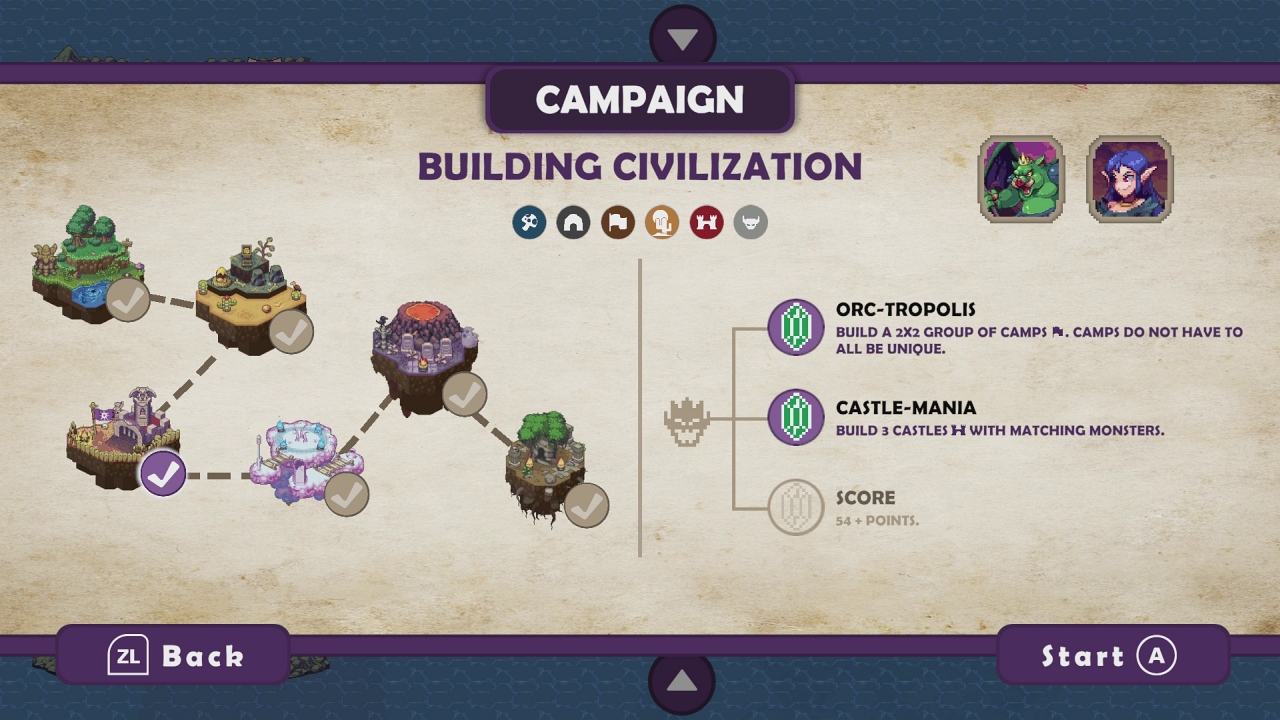 CAMPAIGN
BUILDING CIVILIZATION
ORC-TROPOLIS
BUILD A 2X2 GROUP OF CAMPS . CAMPS DO NOT HAVE TO
ALL BE UNIQUE.
CASTLE-MANIA
BUILD 3 CASTLES WITH MATCHING MONSTERS.
SCORE
54 + POINTS.
ZL Back
Start A